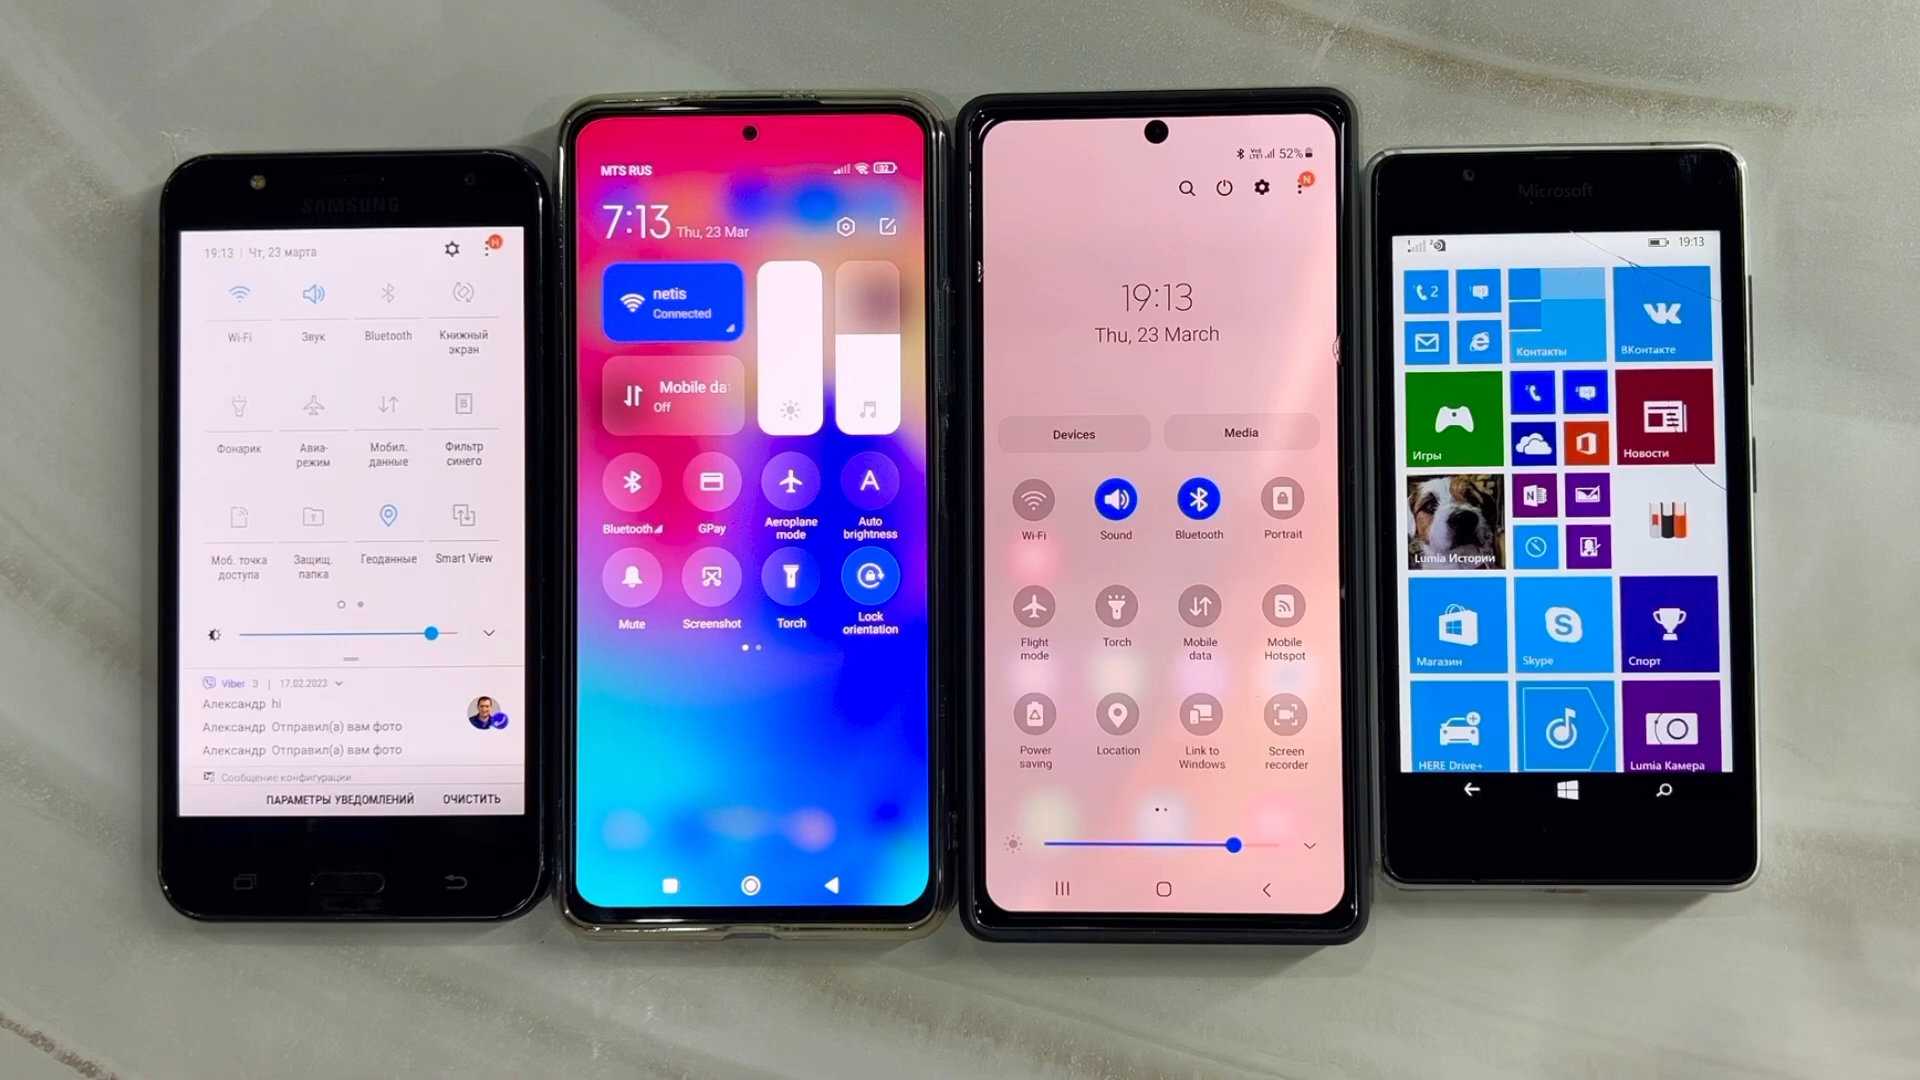 SAMSUNG
19:13 | Чт, 23 марта
Н
Wi-Fi
Звук
Bluetooth
Книжный
экран
Фонарик
Авиа-
режим
Мобил.
данные
Фильтр
синего
Моб. точка
доступа
Защищ.
папка
Геоданные
Smart View
Viber 3 | 17.02.2023
Александр hi
Александр Отправил(а) вам фото
Александр Отправил(а) вам фото
Сообщение конфигурации
ПАРАМЕТРЫ УВЕДОМЛЕНИЙ ОЧИСТИТЬ
MTS RUS
7:13 Thu, 23 Mar
netis
Connected
Mobile da
Off
Bluetooth
GPay
Aeroplane
mode
A
Auto
brightness
Mute
Screenshot
Torch
Lock
orientation
52%
N
19:13
Thu, 23 March
Devices
Media
Wi-Fi
Sound
Bluetooth
Portrait
Flight
mode
Torch
Mobile
data
Mobile
Hotspot
Power
saving
Location
Link to
Windows
Screen
recorder
Microsoft
19:13
2
Контакты
ВКонтакте
Игры
Новости
Lumia Истории
Магазин
Skype
Спорт
HERE Drive+
Lumia Камера